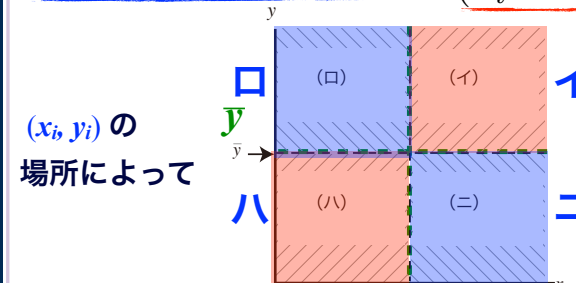 y
ロ (ロ) (イ) イ
ȳ
(xᵢ, yᵢ) の
ȳ
場所によって
ハ (ハ) (ニ) ニ